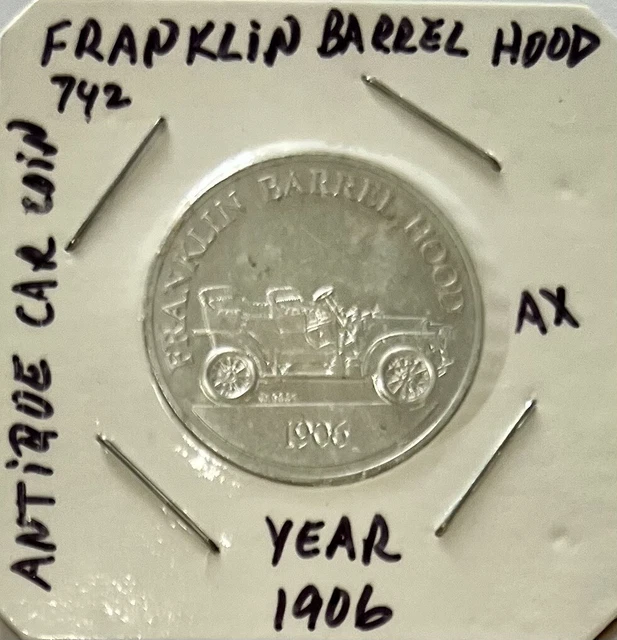 FRANKLIN BARREL HOOD
742
ANTIQUE CAR COIN
FRANKLIN BARREL HOOD
1906
AX
YEAR
1906